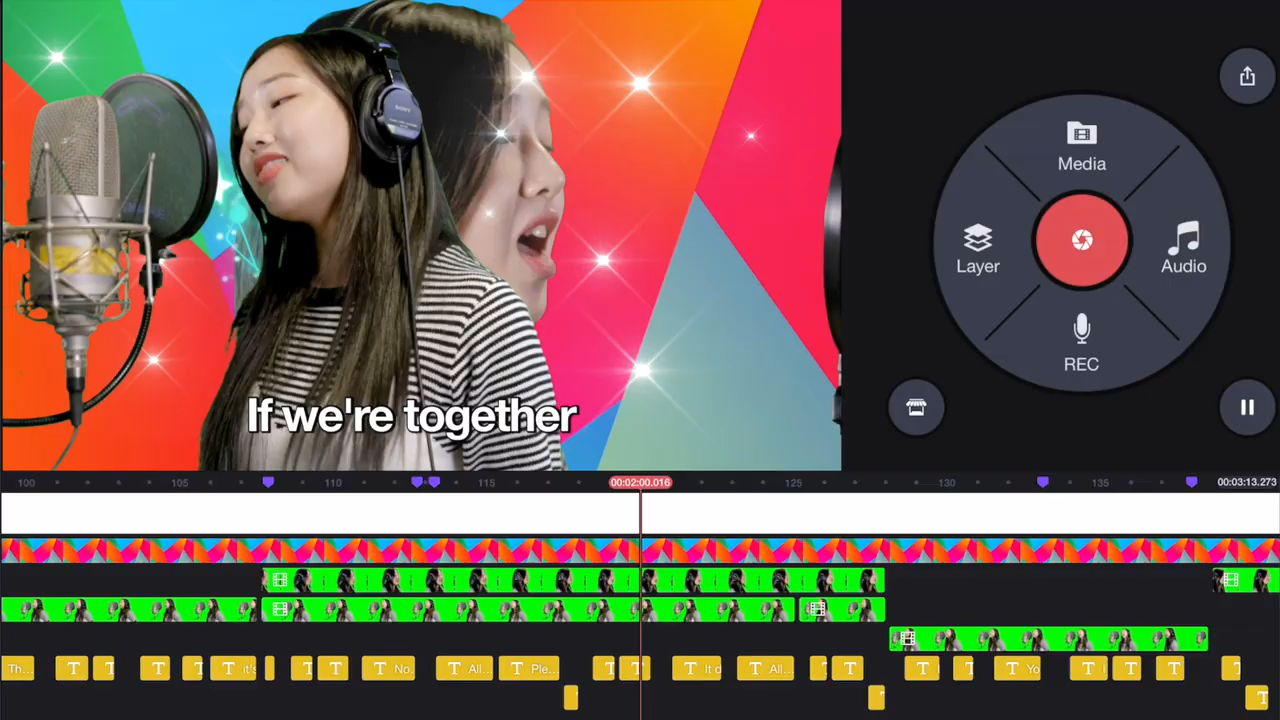 SONY
Media
Layer
Audio
REC
If we're together
100
105
110
115
00:02:00.016
125
130
135
00:03:13.273
Th...
T
T
T
T
T it's
T
T
T No.
T All..
T Ple...
T
T
T It d
T All...
T
T
T
T Yo
T
T
T
T